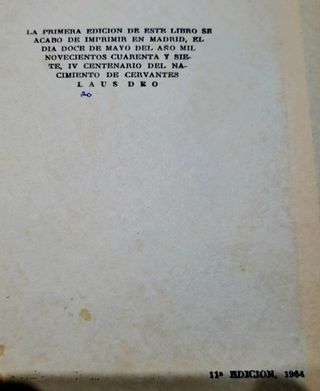 LA PRIMERA EDICION DE ESTE LIBRO SE
ACABO DE IMPRIMIR EN MADRID, EL
DIA DOCE DE MAYO DEL AÑO MIL
NOVECIENTOS CUARENTA Y SIE-
TE, IV CENTENARIO DEL NA-
CIMIENTO DE CERVANTES
LAUS DEO
20
11ª EDICION, 1964